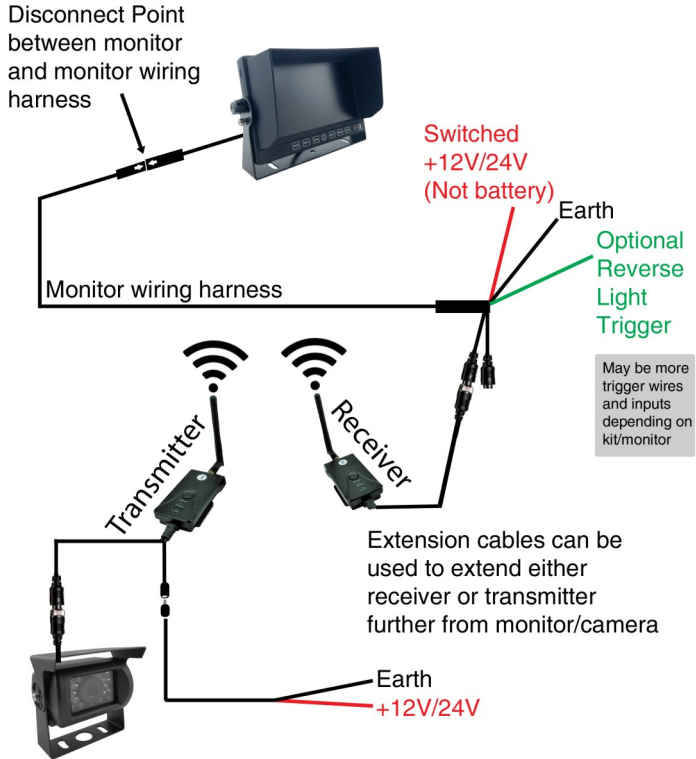 Disconnect Point
between monitor
and monitor wiring
harness
Switched
+12V/24V
(Not battery)
Earth
Optional
Reverse
Light
Trigger
Monitor wiring harness
May be more
trigger wires
and inputs
depending on
kit/monitor
Transmitter
Receiver
Extension cables can be
used to extend either
receiver or transmitter
further from monitor/camera
Earth
+12V/24V